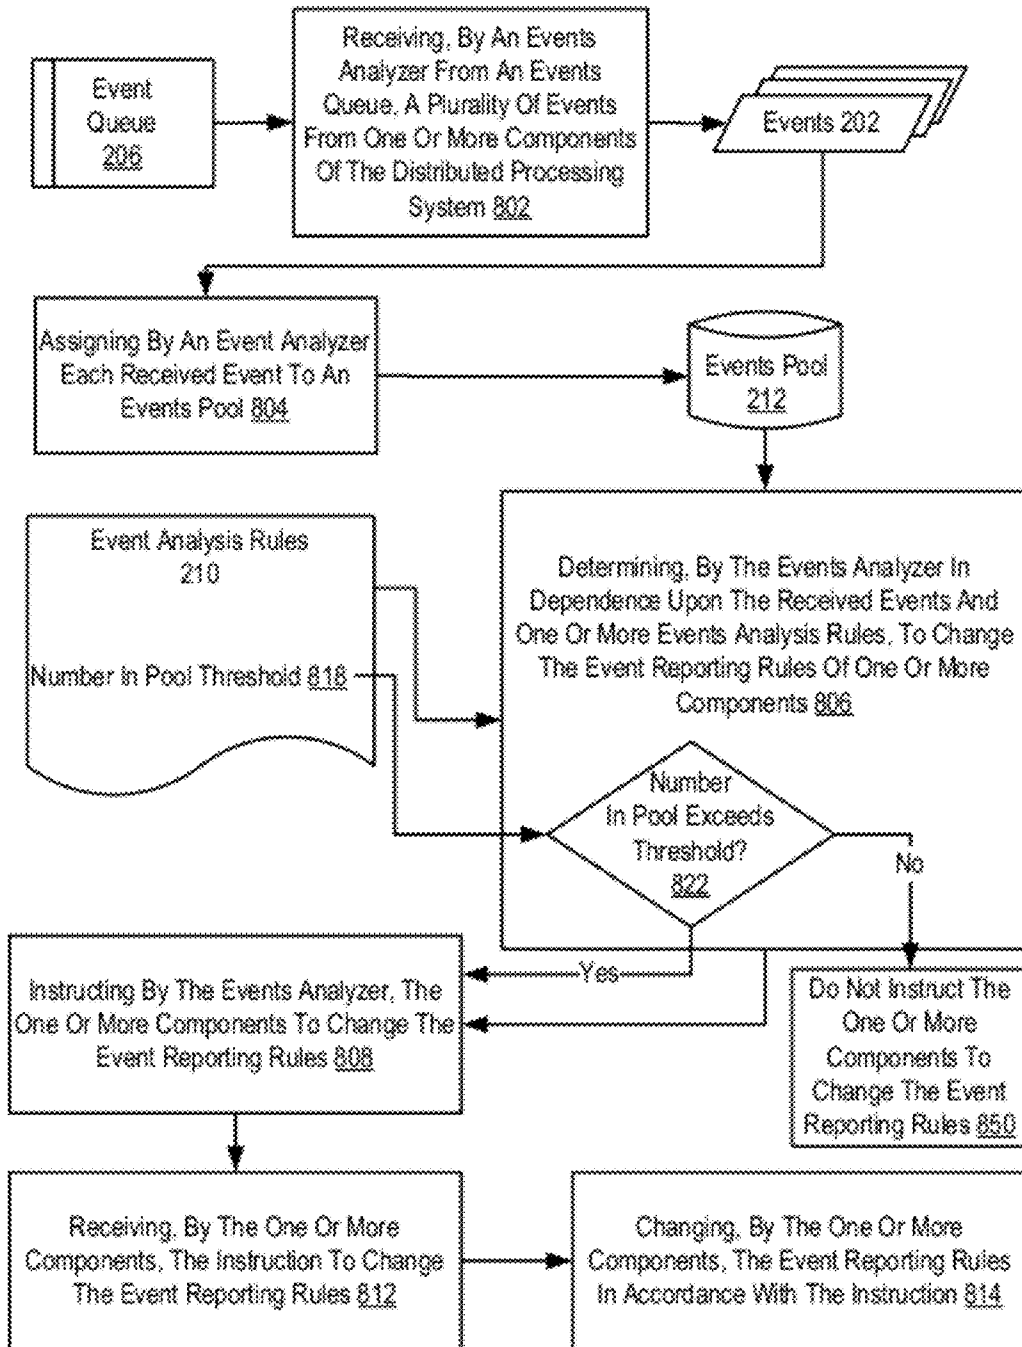 Event
Queue
206
Receiving, By An Events
Analyzer From An Events
Queue, A Plurality Of Events
From One Or More Components
Of The Distributed Processing
System 802
Events 202
Assigning By An Event Analyzer
Each Received Event To An
Events Pool 804
Events Pool
212
Event Analysis Rules
210
Number In Pool Threshold 818
Determining, By The Events Analyzer In
Dependence Upon The Received Events And
One Or More Events Analysis Rules, To Change
The Event Reporting Rules Of One Or More
Components 806
Number
In Pool Exceeds
Threshold?
822
No
Yes
Instructing By The Events Analyzer, The
One Or More Components To Change The
Event Reporting Rules 808
Do Not Instruct The
One Or More
Components To
Change The Event
Reporting Rules 850
Receiving, By The One Or More
Components, The Instruction To Change
The Event Reporting Rules 812
Changing, By The One Or More
Components, The Event Reporting Rules
In Accordance With The Instruction 814